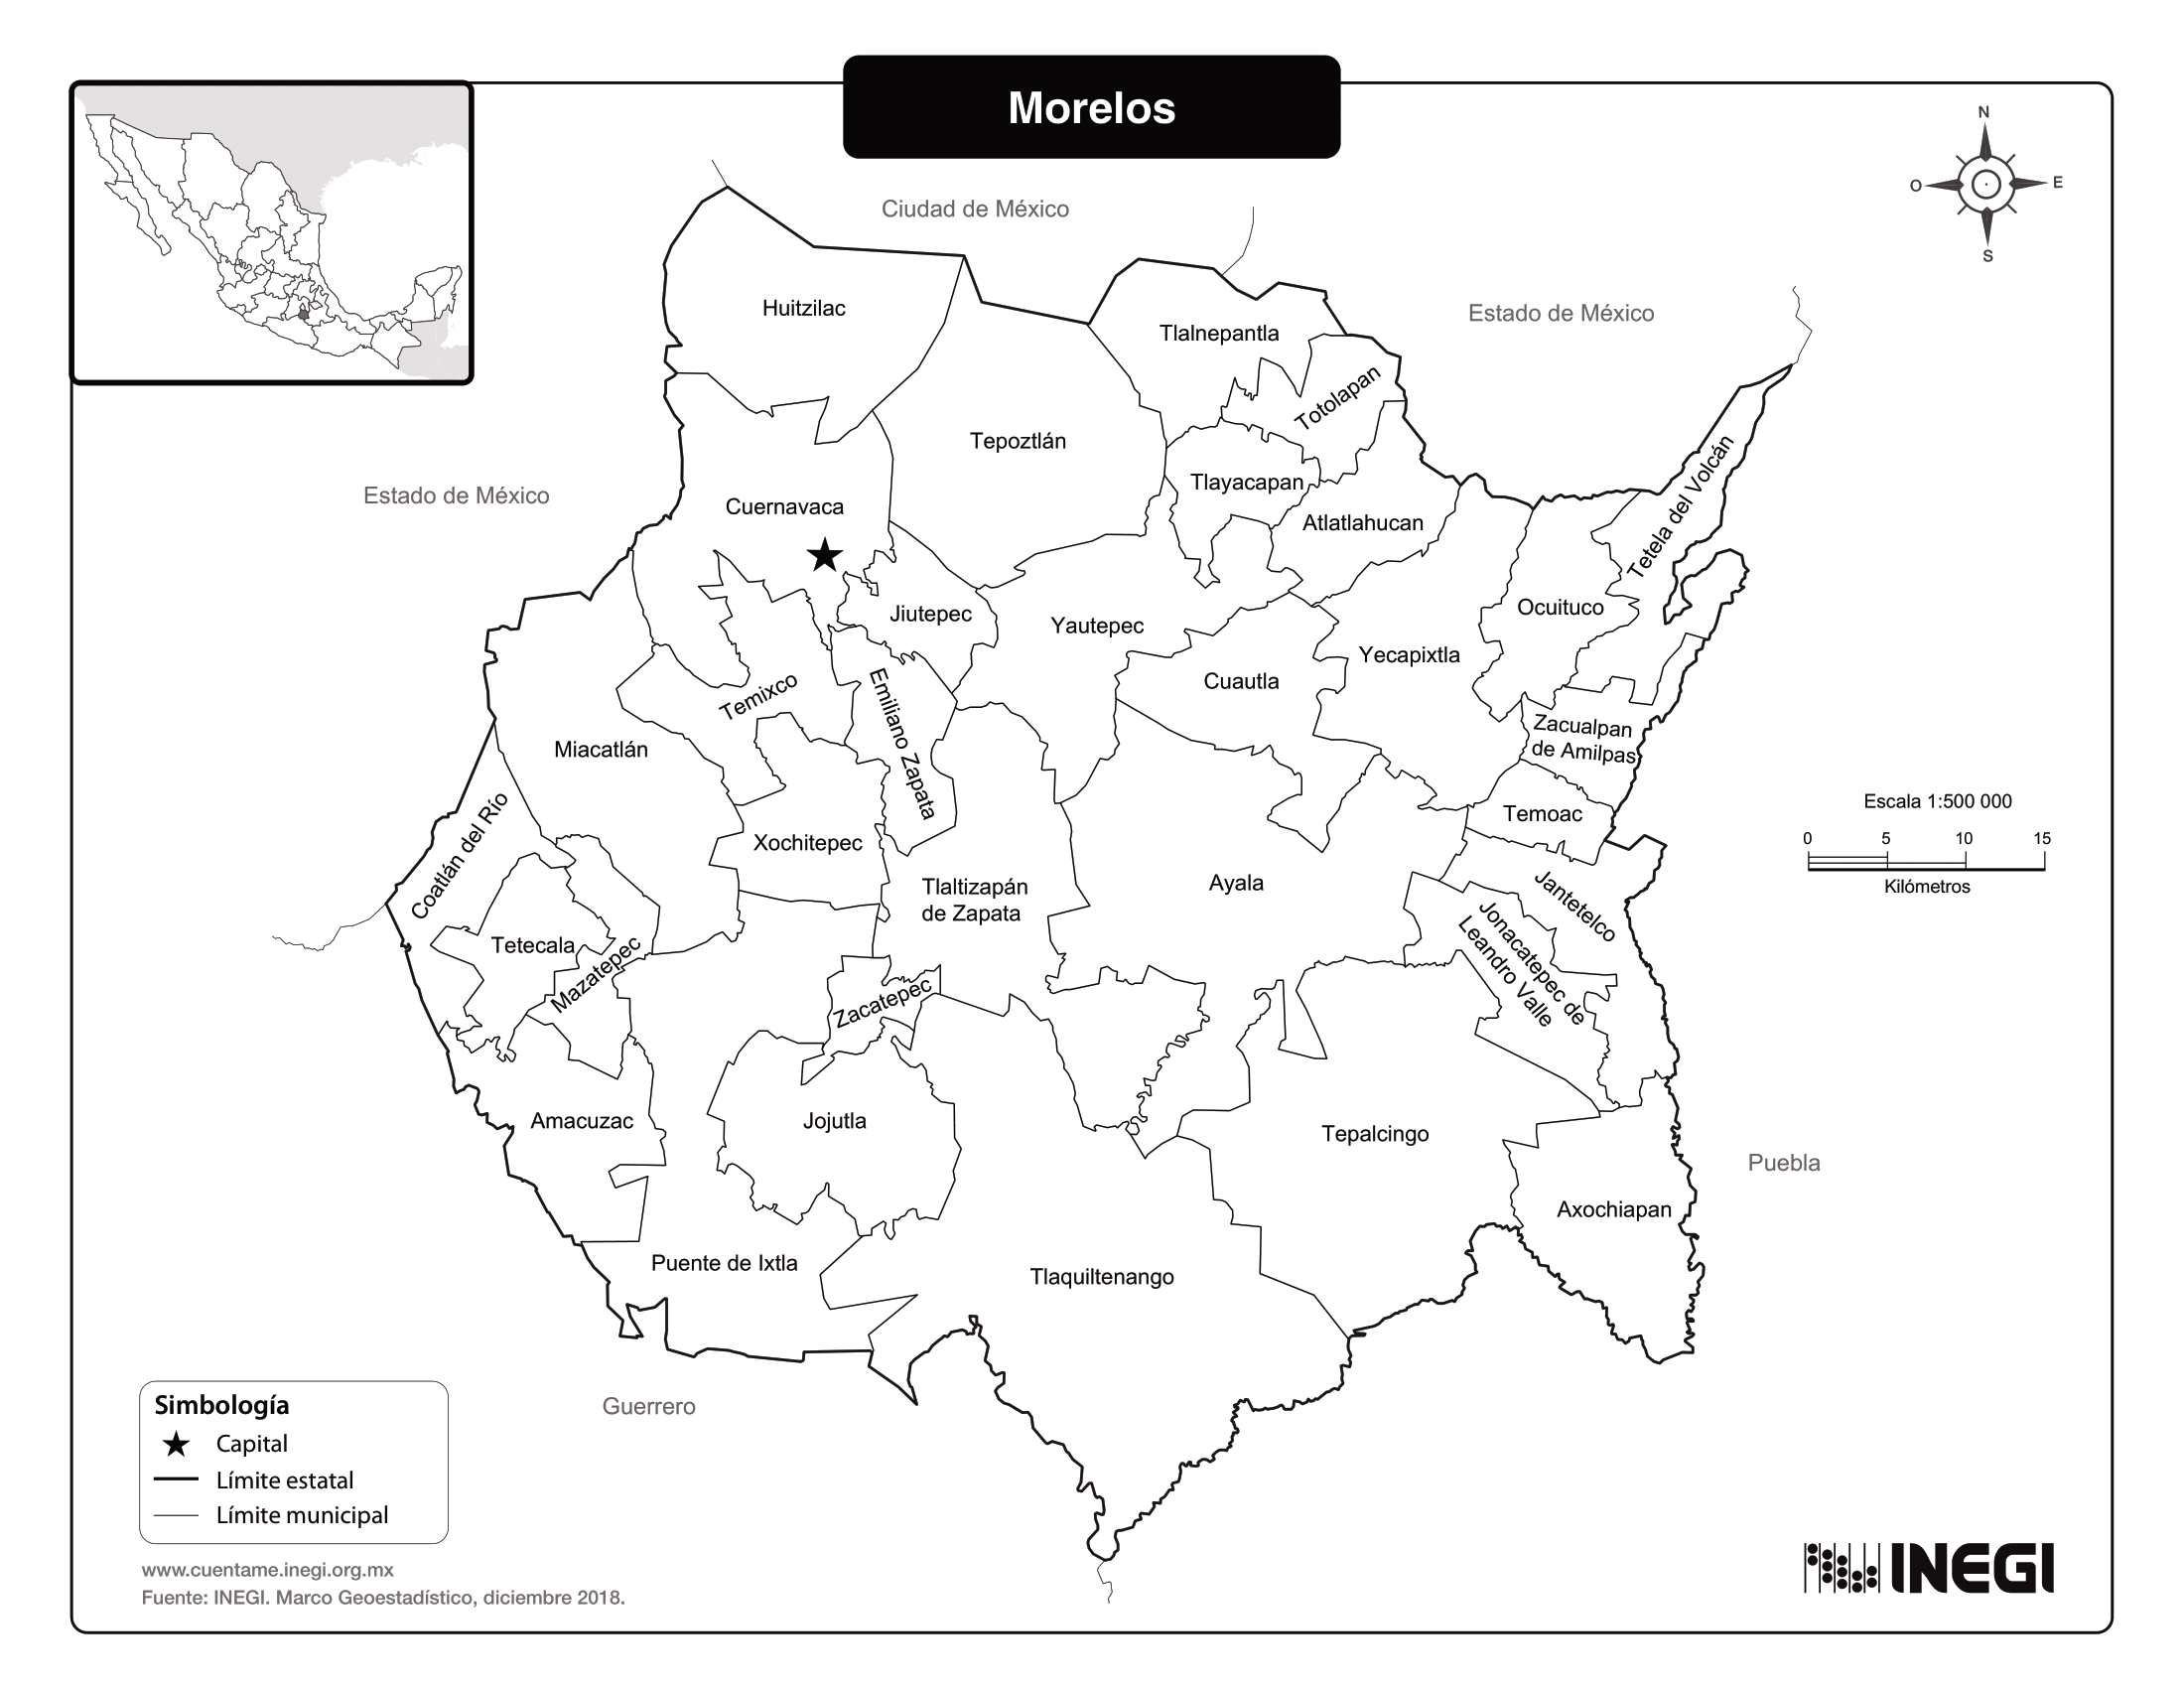 Morelos
N
O
E
S
Ciudad de México
Estado de México
Huitzilac
Tlalnepantla
Totolapan
Tepoztlán
Tlayacapan
Estado de México
Cuernavaca
Atlatlahucan
Tetela del Volcán
Ocuituco
Jiutepec
Yautepec
Yecapixtla
Cuautla
Temixco
Emiliano Zapata
Miacatlán
Zacualpan
de Amilpas
Coatlán del Río
Xochitepec
Temoac
Escala 1:500 000
0 5 10 15
Kilómetros
Tlaltizapán
de Zapata
Ayala
Jantetelco
Jonacatepec de
Leandro Valle
Tetecala
Mazatepec
Zacatepec
Amacuzac
Jojutla
Tepalcingo
Puebla
Axochiapan
Puente de Ixtla
Tlaquiltenango
Guerrero
Simbología
Capital
Límite estatal
Límite municipal
www.cuentame.inegi.org.mx
Fuente: INEGI. Marco Geoestadístico, diciembre 2018.
INEGI